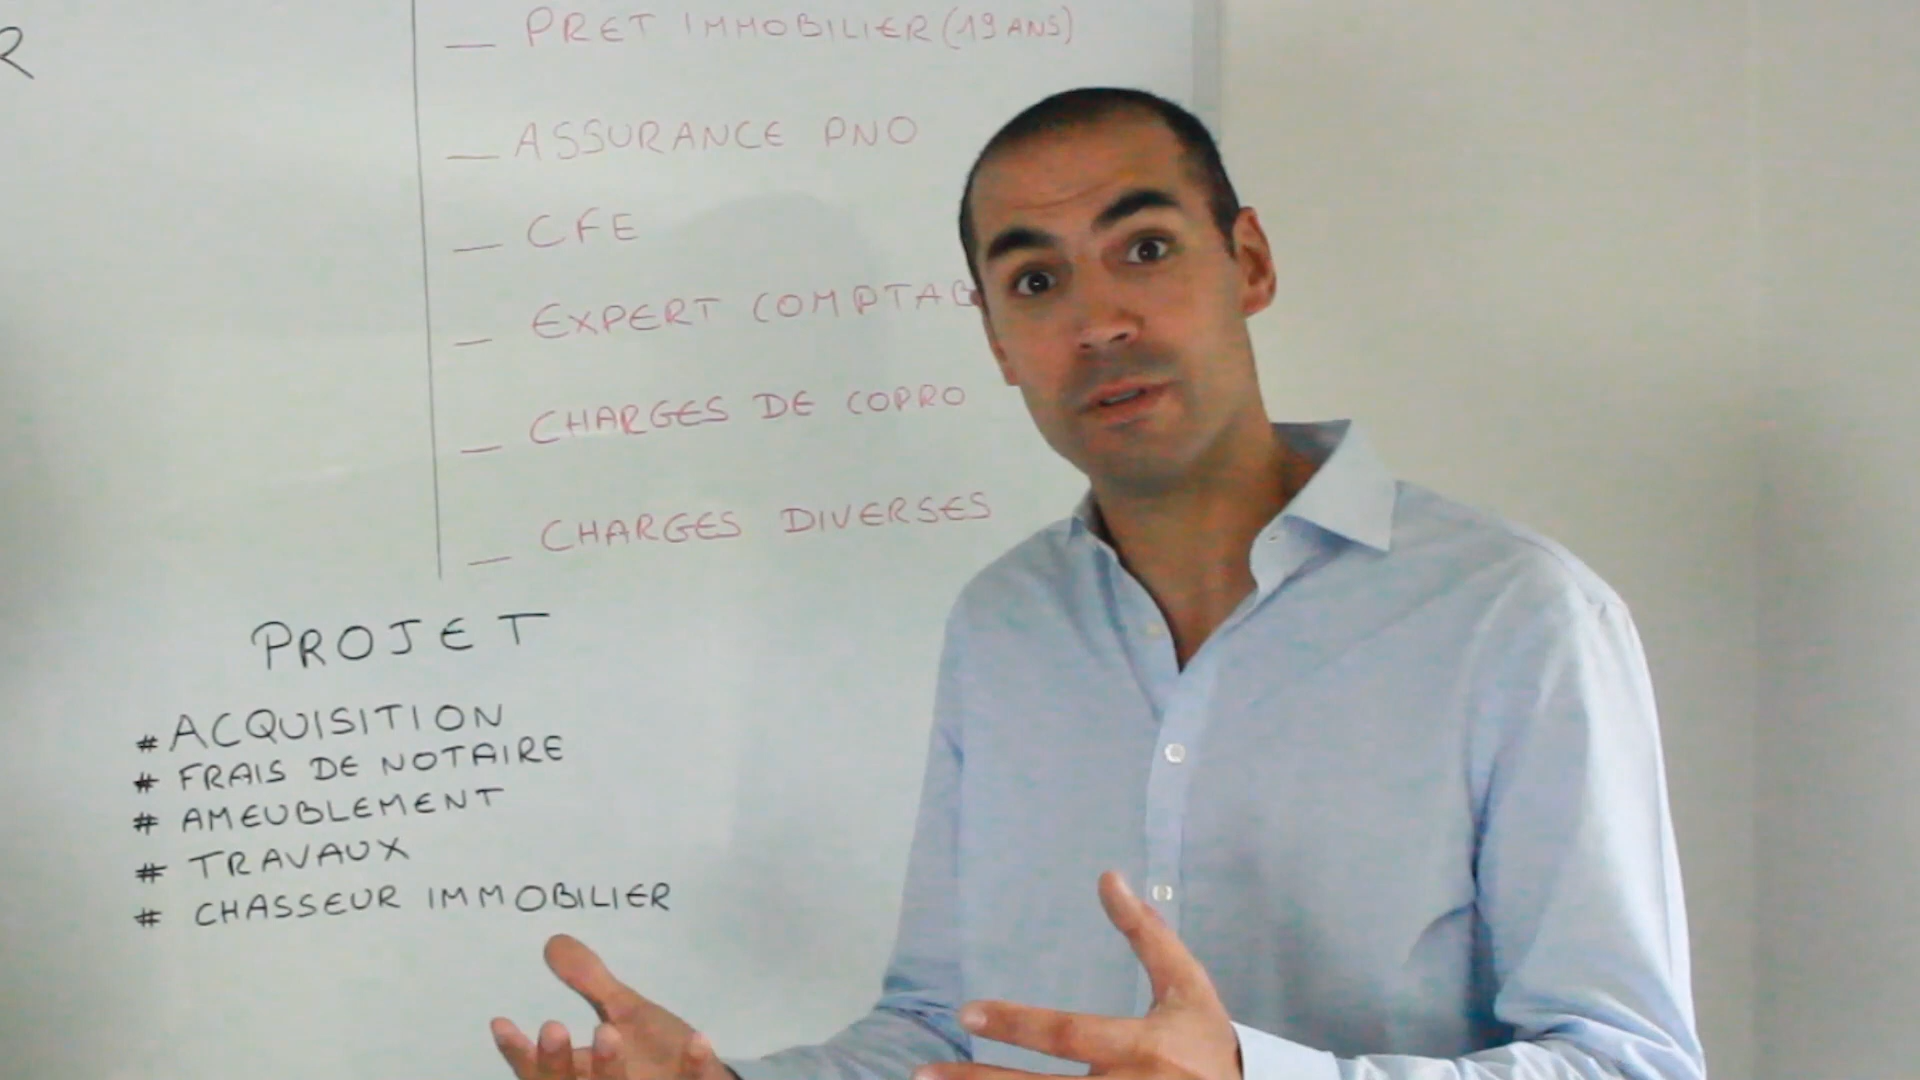 R
— PRET IMMOBILIER (19 ANS)
— ASSURANCE PNO
— CFE
— EXPERT COMPTAB
— CHARGES DE COPRO
— CHARGES DIVERSES
PROJET
# ACQUISITION
# FRAIS DE NOTAIRE
# AMEUBLEMENT
# TRAVAUX
# CHASSEUR IMMOBILIER